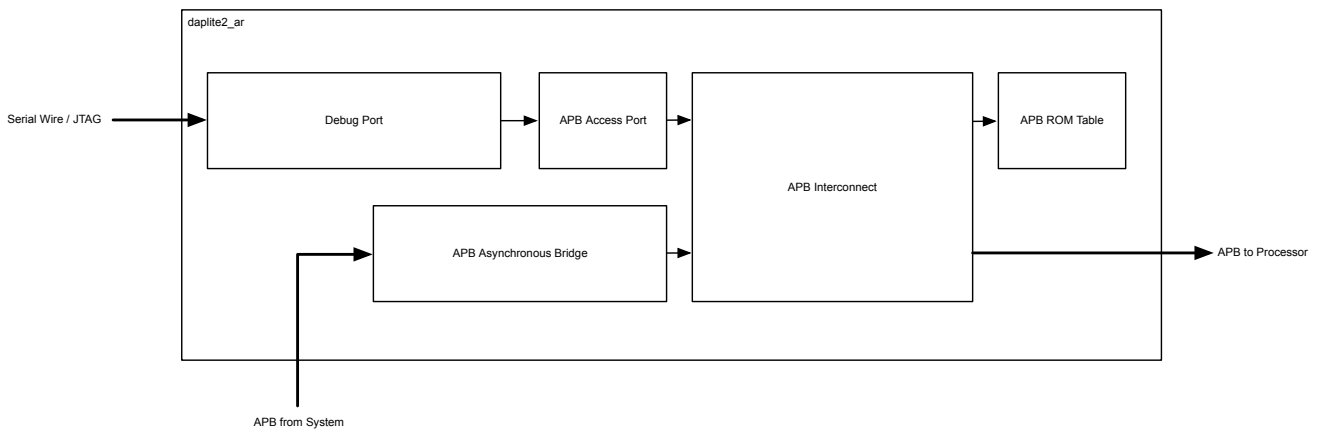 daplite2_ar
Serial Wire / JTAG
Debug Port
APB Access Port
APB ROM Table
APB Interconnect
APB Asynchronous Bridge
APB to Processor
APB from System